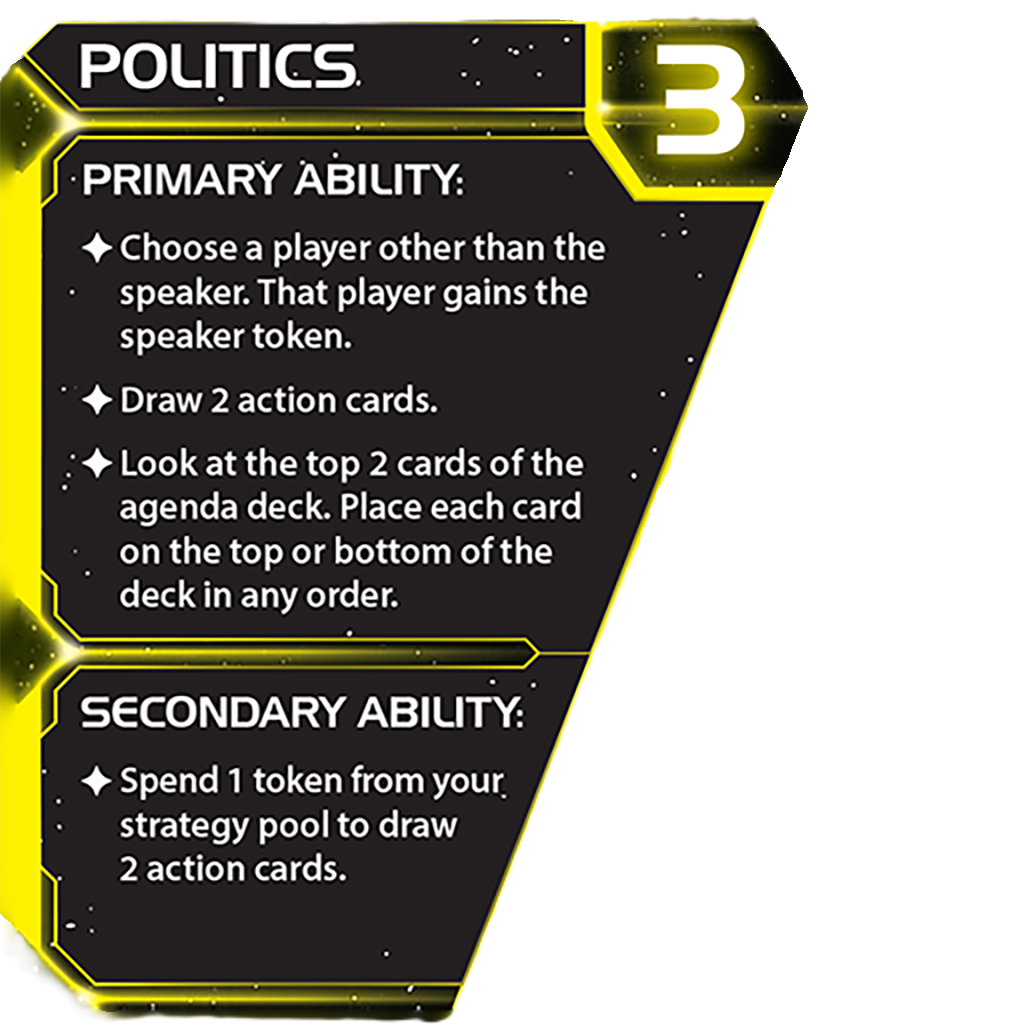 POLITICS
3
PRIMARY ABILITY:
Choose a player other than the
speaker. That player gains the
speaker token.
Draw 2 action cards.
Look at the top 2 cards of the
agenda deck. Place each card
on the top or bottom of the
deck in any order.
SECONDARY ABILITY:
Spend 1 token from your
strategy pool to draw
2 action cards.